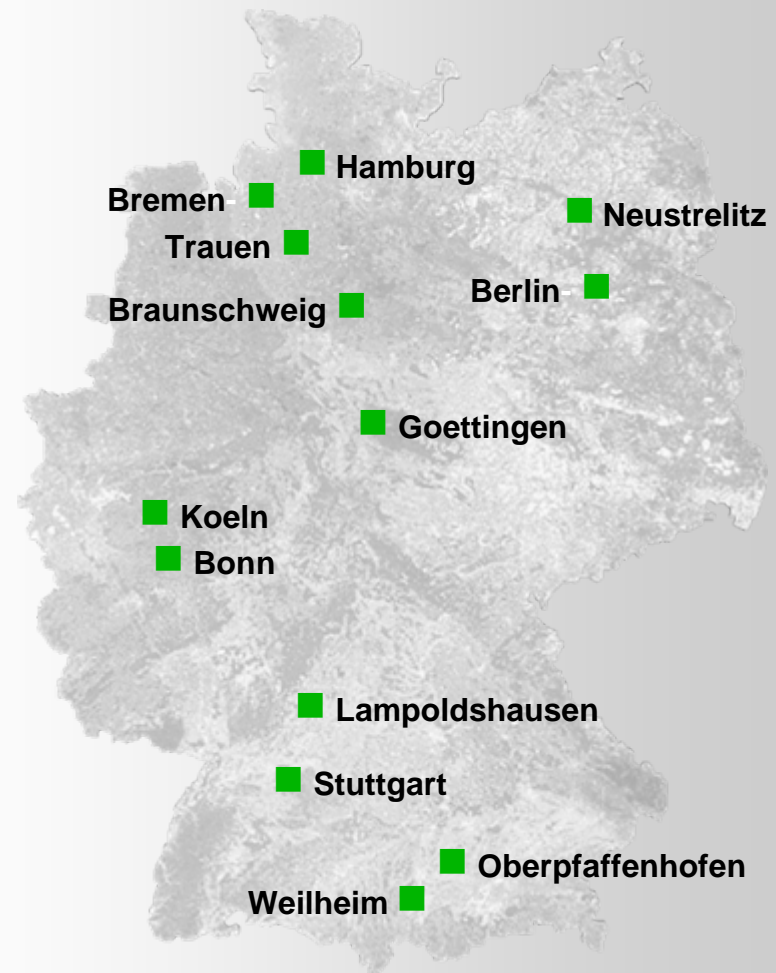 Hamburg
Bremen-
Neustrelitz
Trauen
Berlin-
Braunschweig
Goettingen
Koeln
Bonn
Lampoldshausen
Stuttgart
Oberpfaffenhofen
Weilheim